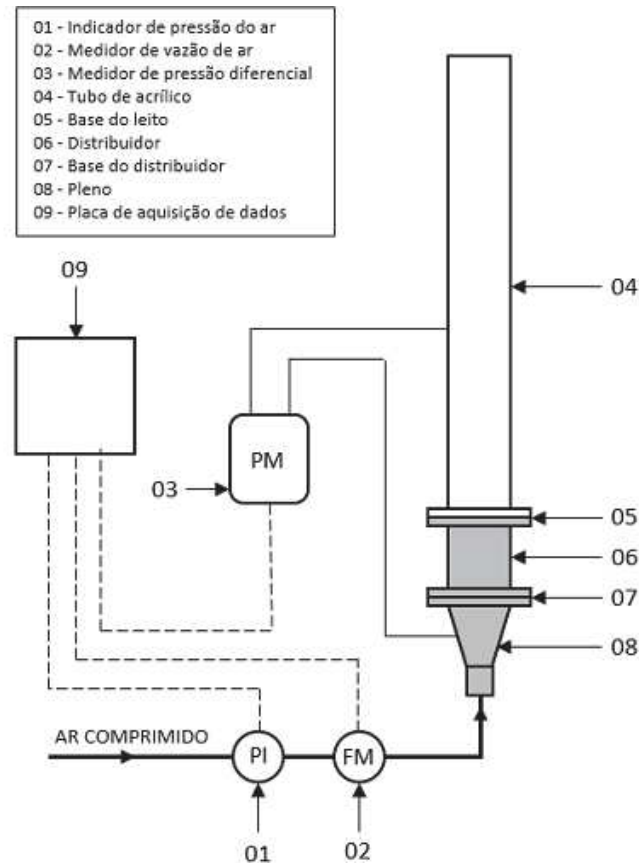 01 - Indicador de pressão do ar
02 - Medidor de vazão de ar
03 - Medidor de pressão diferencial
04 - Tubo de acrílico
05 - Base do leito
06 - Distribuidor
07 - Base do distribuidor
08 - Pleno
09 - Placa de aquisição de dados
09
04
PM
03
05
06
07
08
AR COMPRIMIDO
PI
FM
01
02